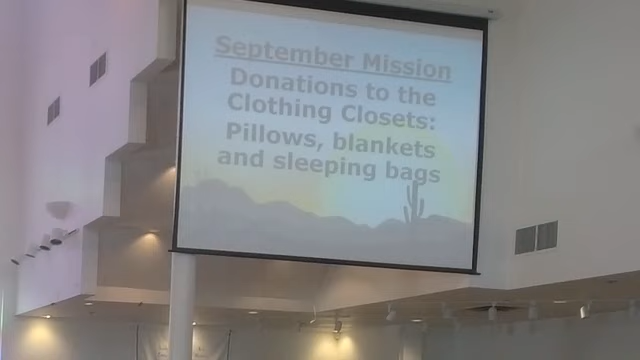 September Mission
Donations to the
Clothing Closets:
Pillows, blankets
and sleeping bags